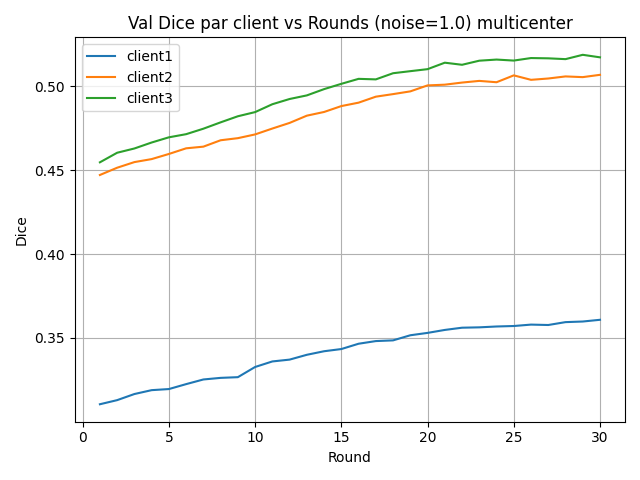 Val Dice par client vs Rounds (noise=1.0) multicenter
client1
client2
client3
0.50
0.45
0.40
0.35
Dice
0 5 10 15 20 25 30
Round